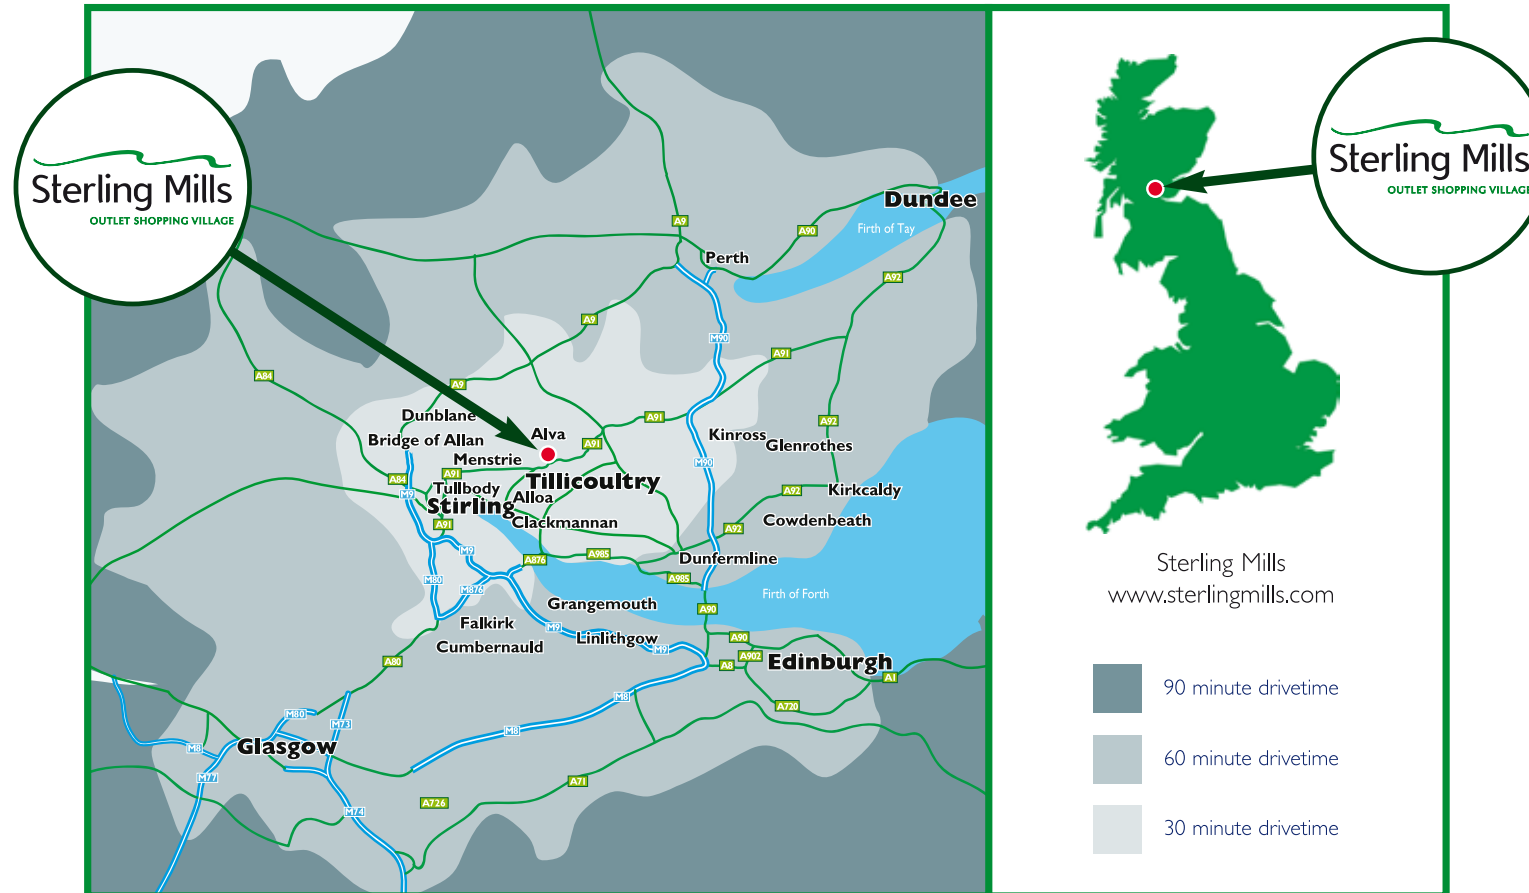 Sterling Mills
OUTLET SHOPPING VILLAGE
Dundee
Firth of Tay
A9
A90
Perth
A92
A9
M90
A91
A84
A9
Dunblane
A91
A92
Alva
Bridge of Allan
A91
Kinross
Glenrothes
Menstrie
M90
A91
A84
Tillicoultry
Tullbody
M9
Alloa
A92
Kirkcaldy
Stirling
A91
Clackmannan
Cowdenbeath
A92
M9
A876
A985
Dunfermline
M80
M876
A985
Firth of Forth
Grangemouth
A90
Falkirk
M9
Linlithgow
A90
Cumbernauld
M9
A902
A80
A8
Edinburgh
A1
M8
A720
M80
M73
M8
M8
Glasgow
M77
A71
A726
M74
Sterling Mills
OUTLET SHOPPING VILLAGE
Sterling Mills
www.sterlingmills.com
90 minute drivetime
60 minute drivetime
30 minute drivetime